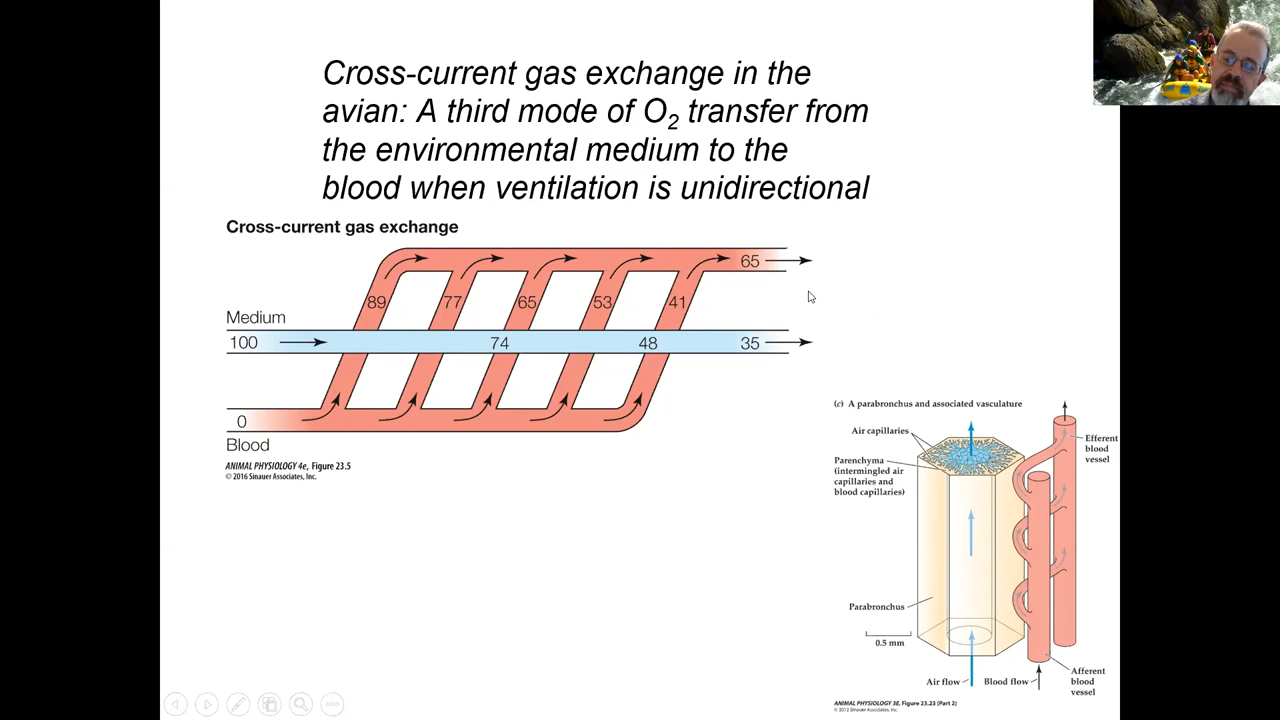 Cross-current gas exchange in the
avian: A third mode of O2 transfer from
the environmental medium to the
blood when ventilation is unidirectional
Cross-current gas exchange
65
89 77 65 53 41
Medium
100 74 48 35
0
Blood
ANIMAL PHYSIOLOGY 4e, Figure 23.5
© 2016 Sinauer Associates, Inc.
(c) A parabronchus and associated vasculature
Air capillaries
Parenchyma
(intermingled air
capillaries and
blood capillaries)
Efferent
blood
vessel
Parabronchus
0.5 mm
Air flow
Blood flow
Afferent
blood
vessel
ANIMAL PHYSIOLOGY 3E, Figure 23.23 (Part 2)
© 2012 Sinauer Associates, Inc.